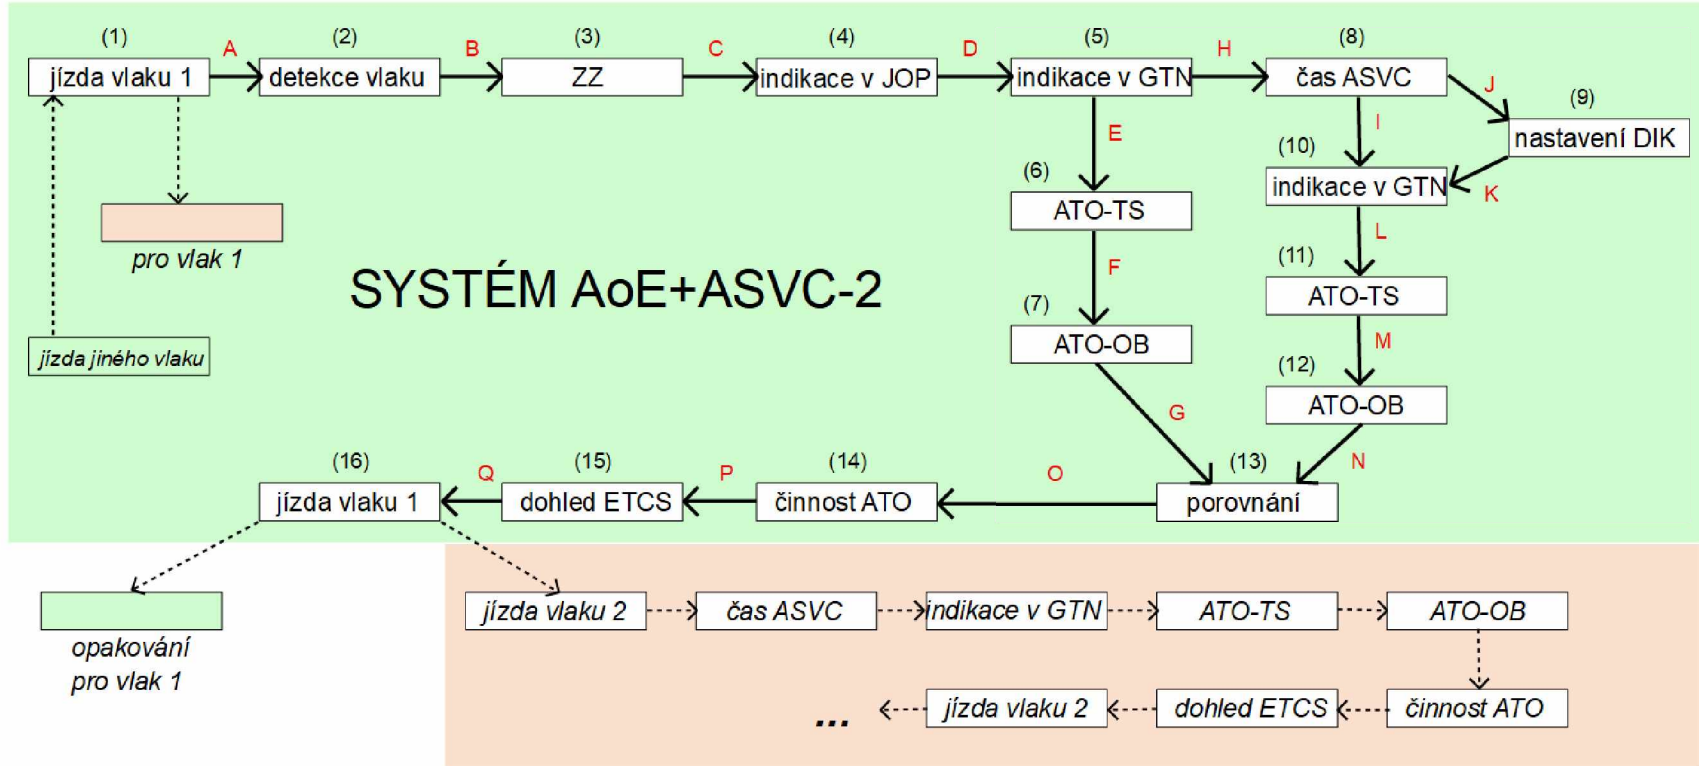 (1) A (2) B (3) C (4) D (5) H (8)
jízda vlaku 1 detekce vlaku ZZ indikace v JOP indikace v GTN čas ASVC J (9)
E I nastavení DIK
(10)
(6) indikace v GTN K
ATO-TS L
pro vlak 1
F (11)
SYSTÉM AoE+ASVC-2 ATO-TS
(7)
jízda jiného vlaku ATO-OB M
(12)
G ATO-OB
(16) Q (15) P (14) O (13) N
jízda vlaku 1 dohled ETCS činnost ATO porovnání
jízda vlaku 2 čas ASVC indikace v GTN ATO-TS ATO-OB
opakování
pro vlak 1
... jízda vlaku 2 dohled ETCS činnost ATO